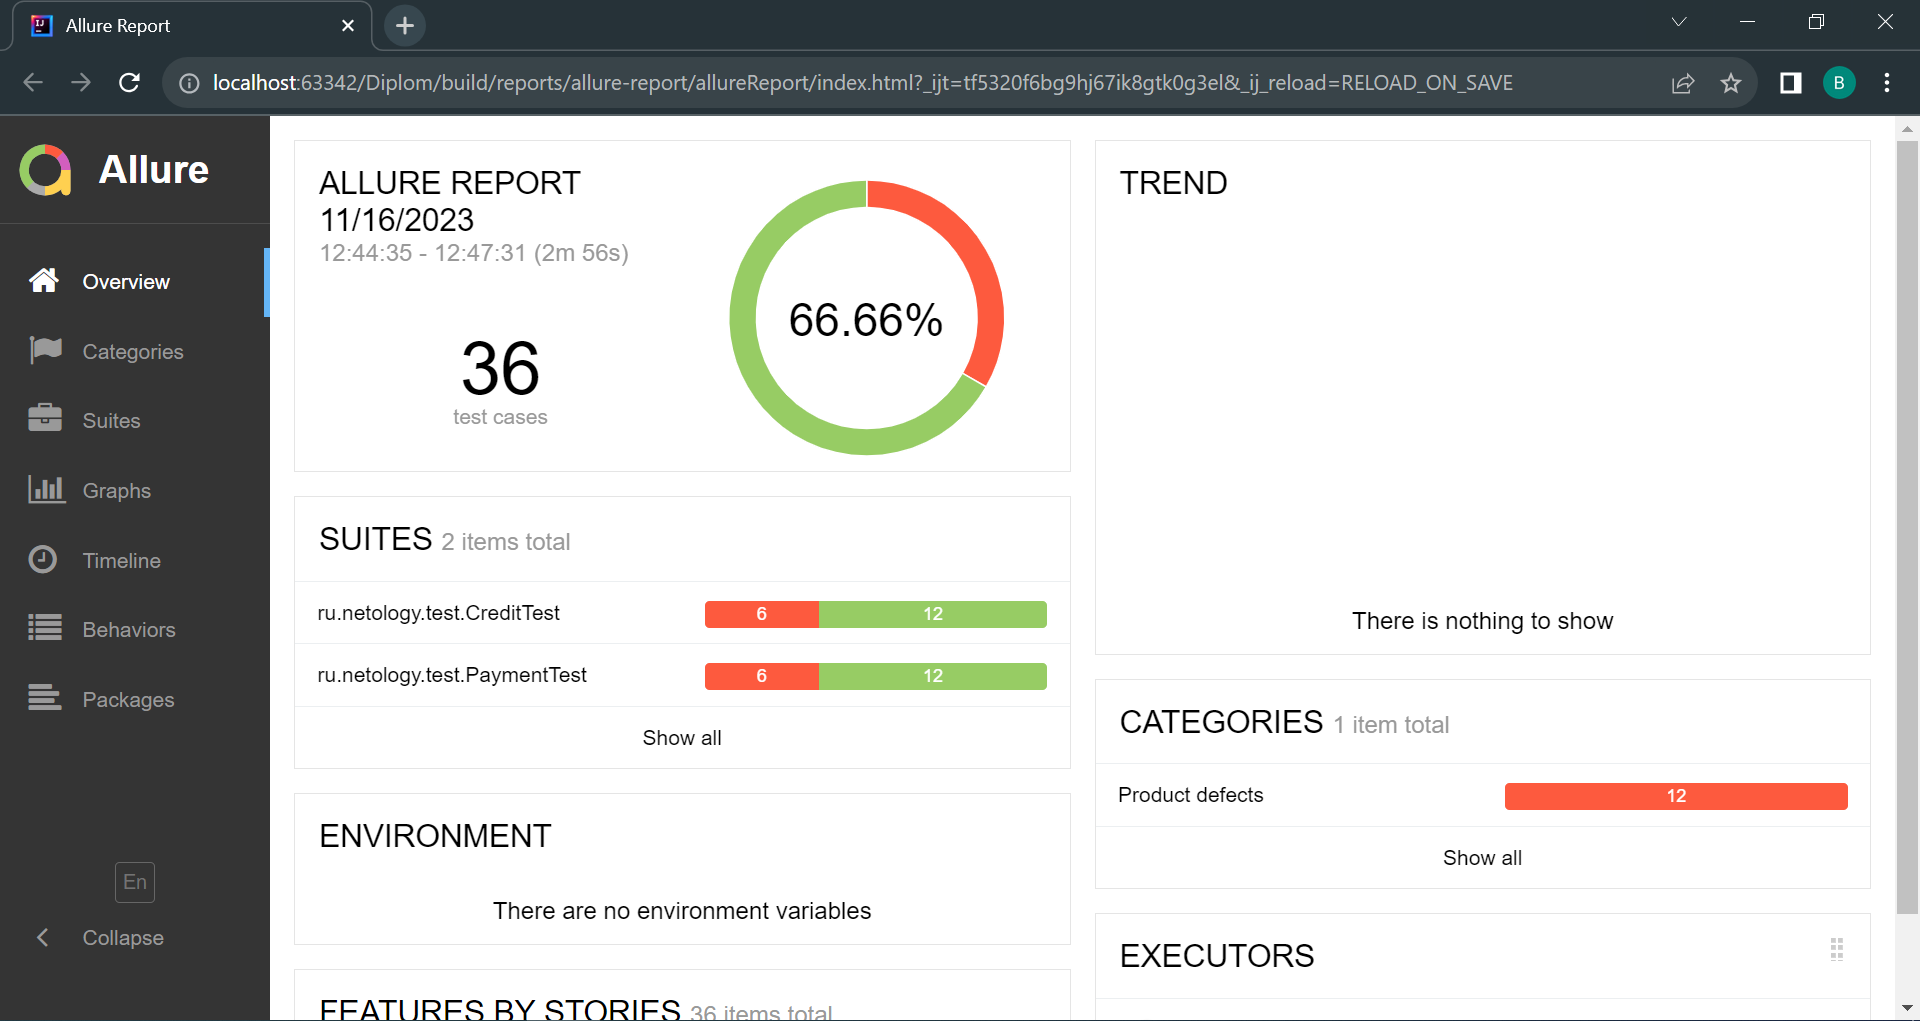 Allure Report
localhost:63342/Diplom/build/reports/allure-report/allureReport/index.html?_ijt=tf5320f6bg9hj67ik8gtk0g3el&_ij_reload=RELOAD_ON_SAVE
B
Allure
Overview
Categories
Suites
Graphs
Timeline
Behaviors
Packages
En
Collapse
ALLURE REPORT
11/16/2023
12:44:35 - 12:47:31 (2m 56s)
36
test cases
66.66%
SUITES 2 items total
ru.netology.test.CreditTest 6 12
ru.netology.test.PaymentTest 6 12
Show all
ENVIRONMENT
There are no environment variables
FEATURES BY STORIES 36 items total
TREND
There is nothing to show
CATEGORIES 1 item total
Product defects 12
Show all
EXECUTORS